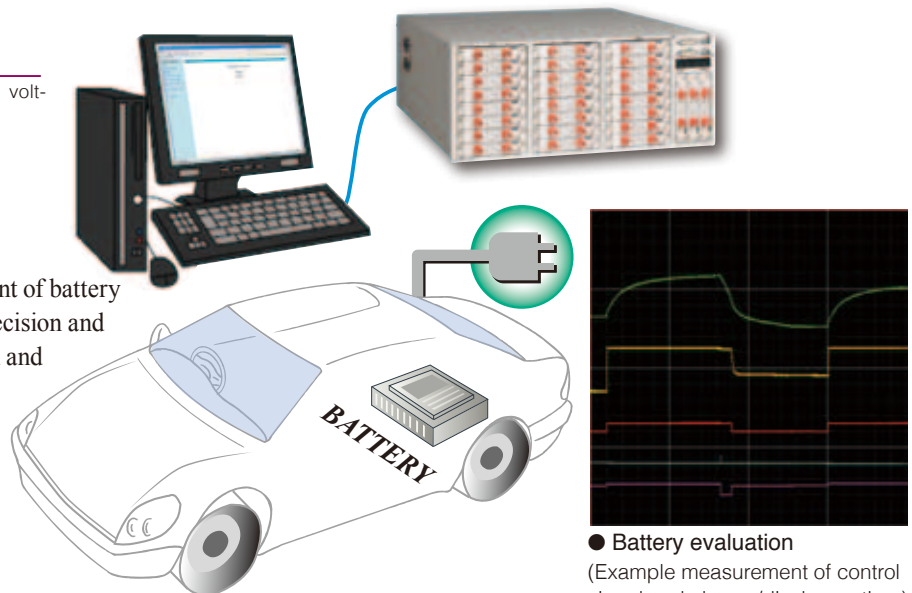 volt-
nt of battery
ecision and
and
BATTERY
● Battery evaluation
(Example measurement of control